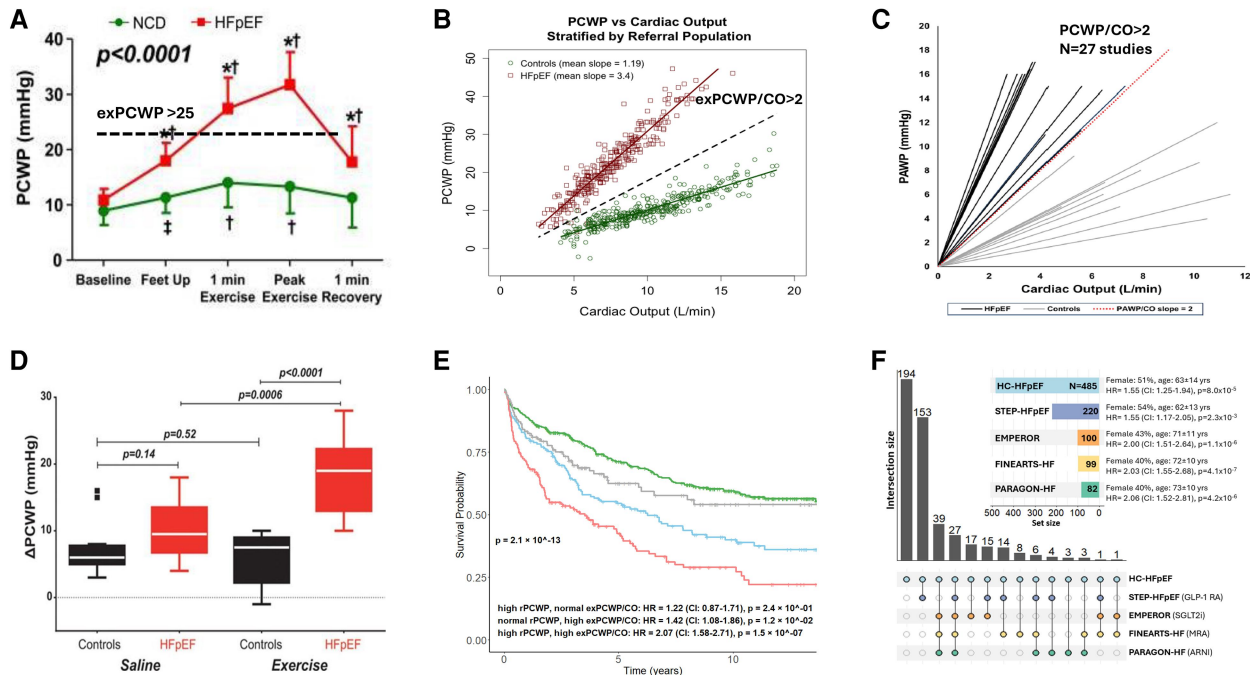 A
NCD
HFpEF
p<0.0001
exPCWP >25
PCWP (mmHg)
40
30
20
10
0
*†
*†
*†
*†
‡
†
†
Baseline
Feet Up
1 min
Exercise
Peak
Exercise
1 min
Recovery
B
PCWP vs Cardiac Output
Stratified by Referral Population
Controls (mean slope = 1.19)
HFpEF (mean slope = 3.4)
exPCWP/CO>2
PCWP (mmHg)
50
40
30
20
10
0
5
10
15
20
Cardiac Output (L/min)
C
PCWP/CO>2
N=27 studies
PAWP (mmHg)
20
18
16
14
12
10
8
6
4
2
0
0 2 4 6 8 10 12 14
Cardiac Output (L/min)
HFpEF
Controls
PAWP/CO slope = 2
D
p<0.0001
p=0.0006
p=0.52
p=0.14
ΔPCWP (mmHg)
30
20
10
0
Controls
HFpEF
Controls
HFpEF
Saline
Exercise
E
Survival Probability
1.00
0.75
0.50
0.25
0.00
p = 2.1 × 10^-13
high rPCWP, normal exPCWP/CO: HR = 1.22 (CI: 0.87-1.71), p = 2.4 × 10^-01
normal rPCWP, high exPCWP/CO: HR = 1.42 (CI: 1.08-1.86), p = 1.2 × 10^-02
high rPCWP, high exPCWP/CO: HR = 2.07 (CI: 1.58-2.71), p = 1.5 × 10^-07
0
5
10
Time (years)
F
Intersection size
194
153
39
27
17
15
14
8
6
4
3
3
1
1
HC-HFpEF N=485
Female: 51%, age: 63±14 yrs
HR= 1.55 (CI: 1.25-1.94), p=8.0x10⁻⁵
STEP-HFpEF 220
Female: 54%, age: 62±13 yrs
HR= 1.55 (CI: 1.17-2.05), p=2.3x10⁻³
EMPEROR 100
Female 43%, age: 71±11 yrs
HR= 2.00 (CI: 1.51-2.64), p=1.1x10⁻⁶
FINEARTS-HF 99
Female 40%, age: 72±10 yrs
HR= 2.03 (CI: 1.55-2.68), p=4.1x10⁻⁷
PARAGON-HF 82
Female 40%, age: 73±10 yrs
HR= 2.06 (CI: 1.52-2.81), p=4.2x10⁻⁶
500 400 300 200 100 0
Set size
HC-HFpEF
STEP-HFpEF (GLP-1 RA)
EMPEROR (SGLT2i)
FINEARTS-HF (MRA)
PARAGON-HF (ARNI)